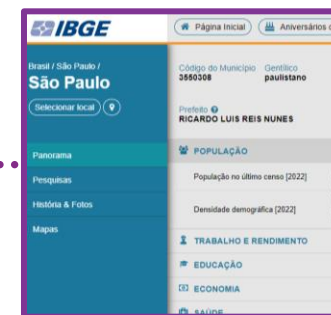 IBGE
Página Inicial
Aniversários
Brasil / São Paulo /
São Paulo
Selecionar local
Código do Município
Gentílico
3550308
paulistano
Prefeito
RICARDO LUIS REIS NUNES
Panorama
Pesquisas
História & Fotos
Mapas
POPULAÇÃO
População no último censo [2022]
Densidade demográfica [2022]
TRABALHO E RENDIMENTO
EDUCAÇÃO
ECONOMIA
SAÚDE